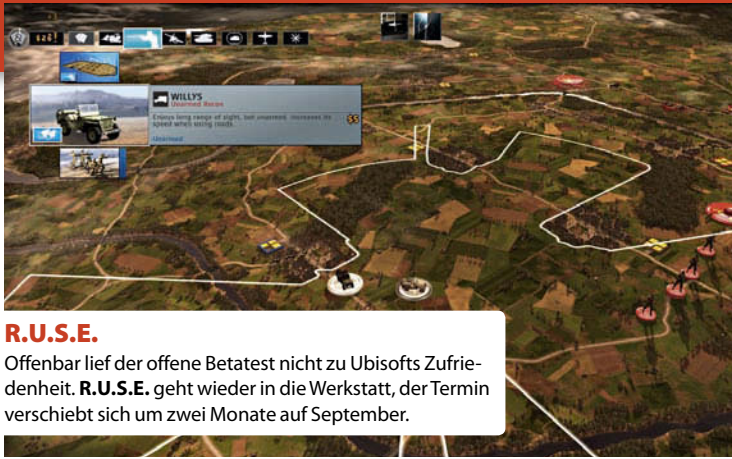 WILLYS
Unarmed Recon
Enjoys long range of sight, but unarmed. Increases its
speed when using roads.
Unarmed
R.U.S.E.
Offenbar lief der offene Betatest nicht zu Ubisofts Zufrie-
denheit. R.U.S.E. geht wieder in die Werkstatt, der Termin
verschiebt sich um zwei Monate auf September.